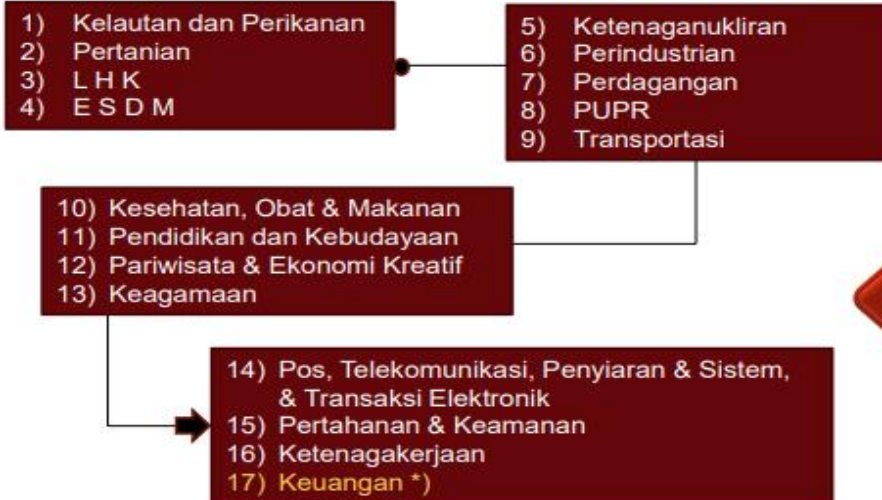 1) Kelautan dan Perikanan
2) Pertanian
3) L H K
4) E S D M
5) Ketenaganukliran
6) Perindustrian
7) Perdagangan
8) PUPR
9) Transportasi
10) Kesehatan, Obat & Makanan
11) Pendidikan dan Kebudayaan
12) Pariwisata & Ekonomi Kreatif
13) Keagamaan
14) Pos, Telekomunikasi, Penyiaran & Sistem,
& Transaksi Elektronik
15) Pertahanan & Keamanan
16) Ketenagakerjaan
17) Keuangan *)